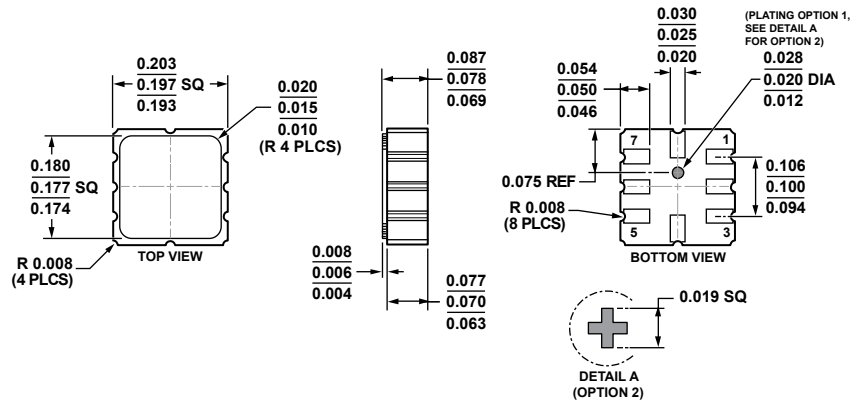 0.203
0.197 SQ
0.193
0.020
0.015
0.010
(R 4 PLCS)
0.180
0.177 SQ
0.174
R 0.008
(4 PLCS)
TOP VIEW
0.087
0.078
0.069
0.008
0.006
0.004
0.077
0.070
0.063
0.030
0.025
0.020
(PLATING OPTION 1,
SEE DETAIL A
FOR OPTION 2)
0.054
0.050
0.046
0.028
0.020 DIA
0.012
7
1
0.075 REF
0.106
0.100
0.094
R 0.008
(8 PLCS)
5
3
BOTTOM VIEW
0.019 SQ
DETAIL A
(OPTION 2)